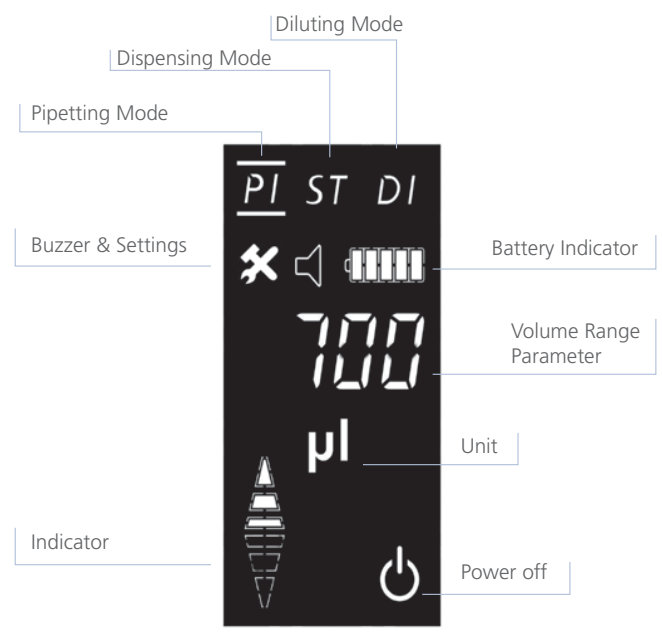 Diluting Mode
Dispensing Mode
Pipetting Mode
PI ST DI
Buzzer & Settings
Battery Indicator
700
Volume Range
Parameter
µl
Unit
Indicator
Power off